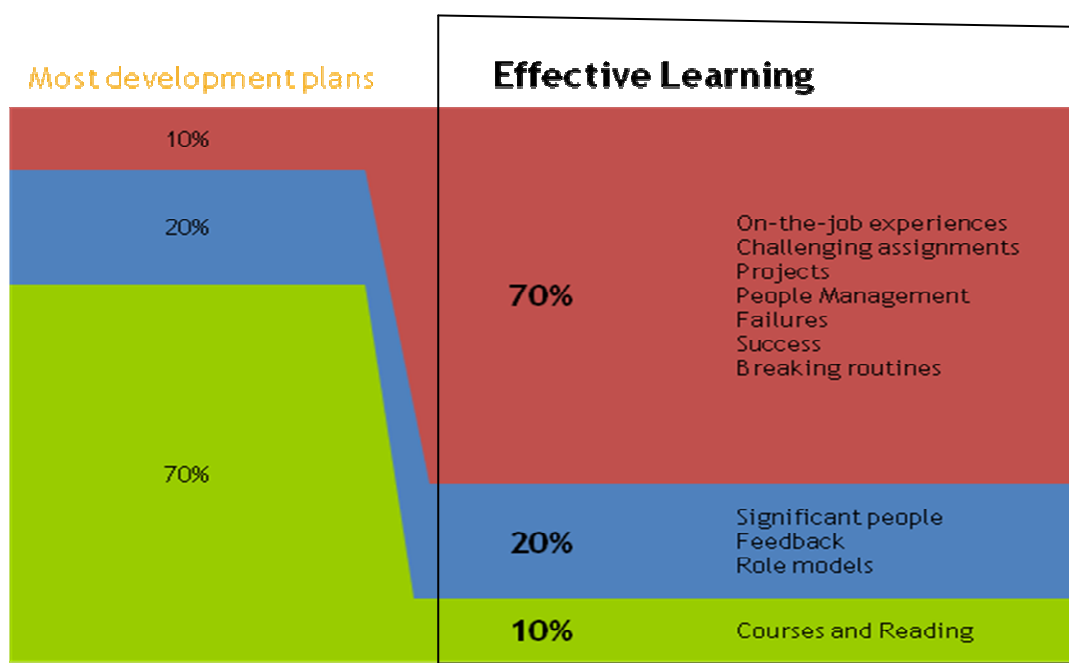 Most development plans
Effective Learning
10%
20%
70%
70%
On-the-job experiences
Challenging assignments
Projects
People Management
Failures
Success
Breaking routines
20%
Significant people
Feedback
Role models
10%
Courses and Reading